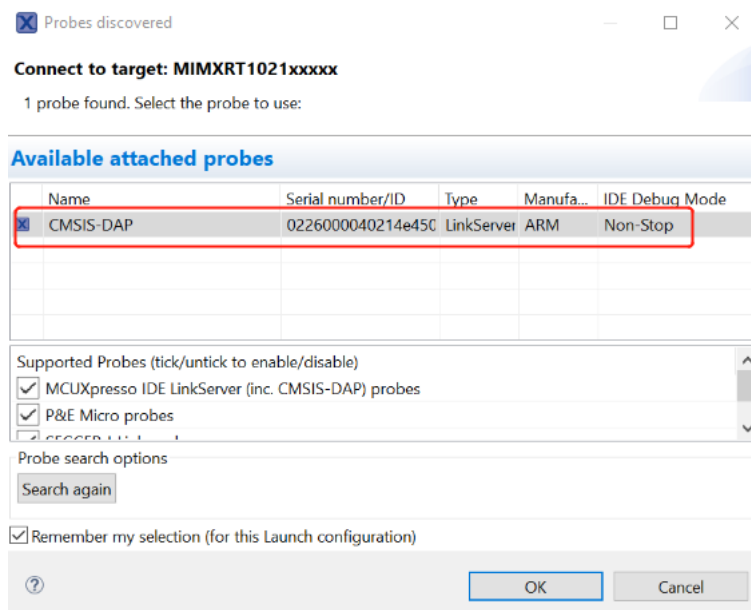 Probes discovered
Connect to target: MIMXRT1021xxxxx
1 probe found. Select the probe to use:
Available attached probes
Name Serial number/ID Type Manufa... IDE Debug Mode
CMSIS-DAP 0226000040214e450 LinkServer ARM Non-Stop
Supported Probes (tick/untick to enable/disable)
MCUXpresso IDE LinkServer (inc. CMSIS-DAP) probes
P&E Micro probes
Probe search options
Search again
Remember my selection (for this Launch configuration)
OK Cancel